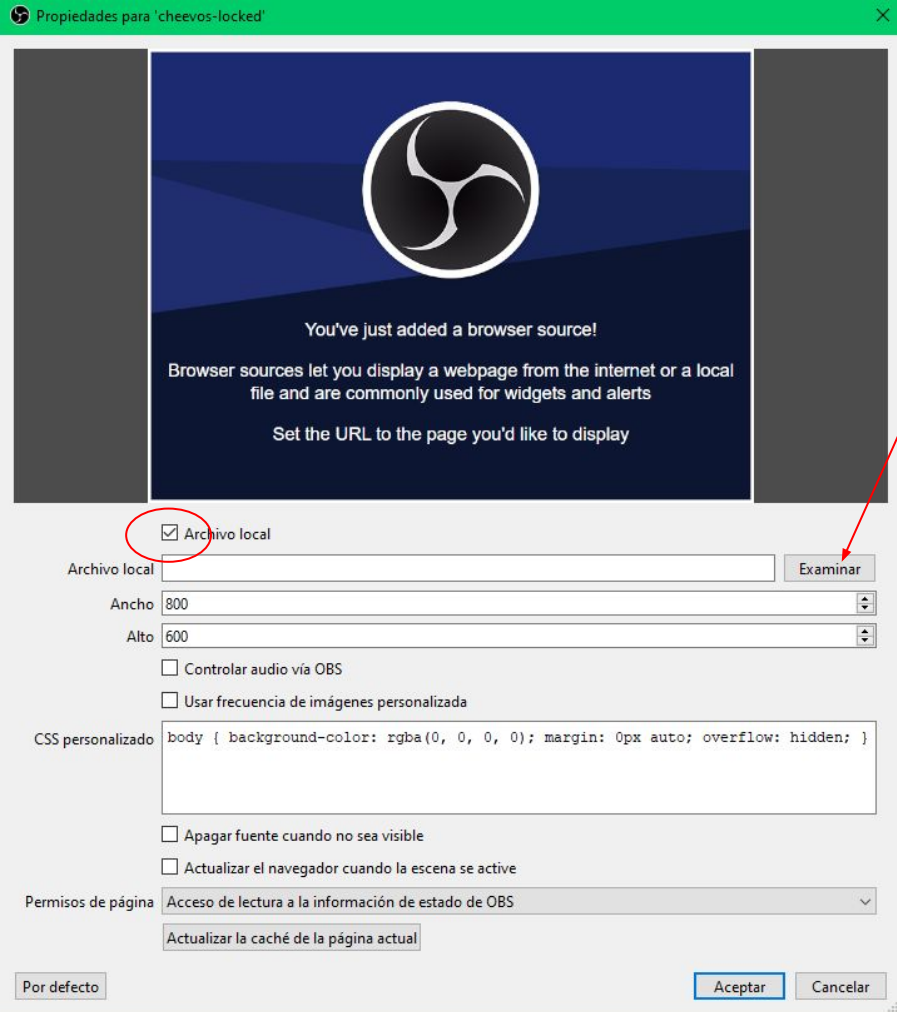 Propiedades para 'cheevos-locked'
You've just added a browser source!
Browser sources let you display a webpage from the internet or a local
file and are commonly used for widgets and alerts
Set the URL to the page you'd like to display
Archivo local
Archivo local
Examinar
Ancho 800
Alto 600
Controlar audio vía OBS
Usar frecuencia de imágenes personalizada
CSS personalizado body { background-color: rgba(0, 0, 0, 0); margin: 0px auto; overflow: hidden; }
Apagar fuente cuando no sea visible
Actualizar el navegador cuando la escena se active
Permisos de página Acceso de lectura a la información de estado de OBS
Actualizar la caché de la página actual
Por defecto Aceptar Cancelar